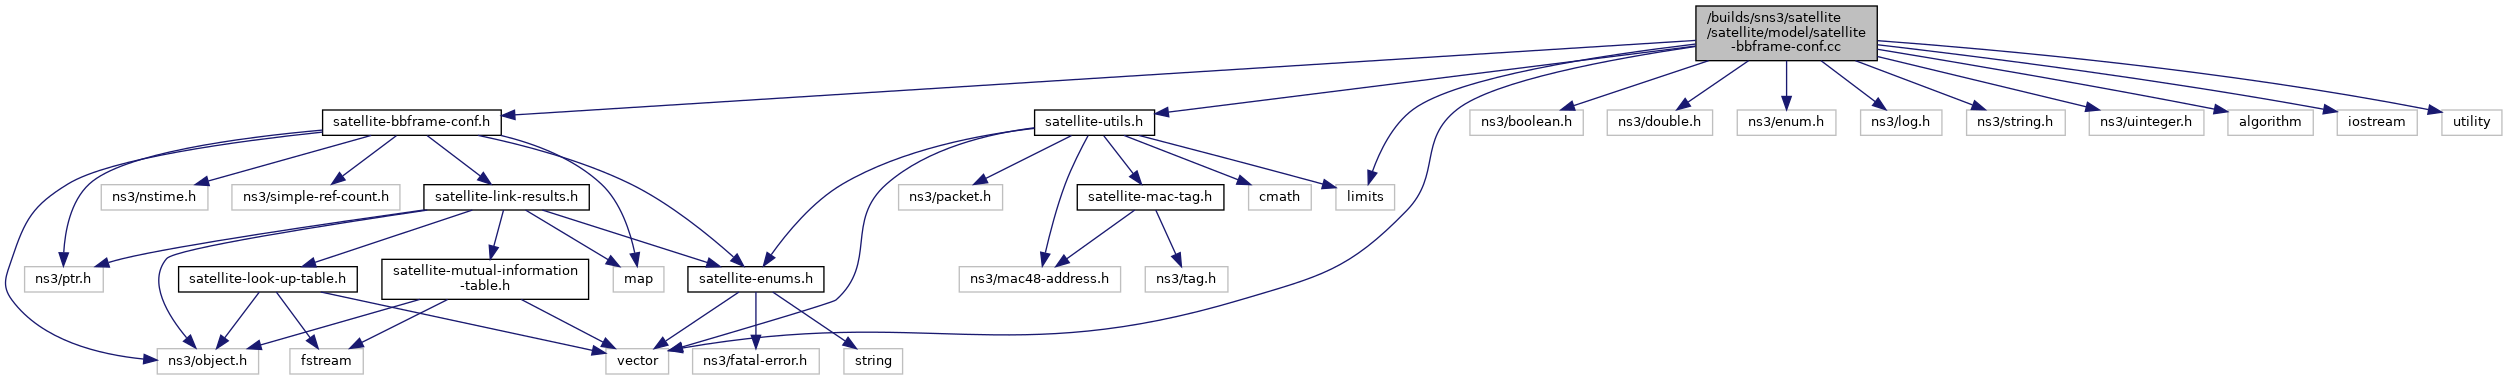 /builds/sns3/satellite
/satellite/model/satellite
-bbframe-conf.cc
satellite-bbframe-conf.h
satellite-utils.h
ns3/boolean.h
ns3/double.h
ns3/enum.h
ns3/log.h
ns3/string.h
ns3/uinteger.h
algorithm
iostream
utility
ns3/nstime.h
ns3/simple-ref-count.h
satellite-link-results.h
ns3/packet.h
satellite-mac-tag.h
cmath
limits
ns3/ptr.h
satellite-look-up-table.h
satellite-mutual-information
-table.h
map
satellite-enums.h
ns3/mac48-address.h
ns3/tag.h
ns3/object.h
fstream
vector
ns3/fatal-error.h
string